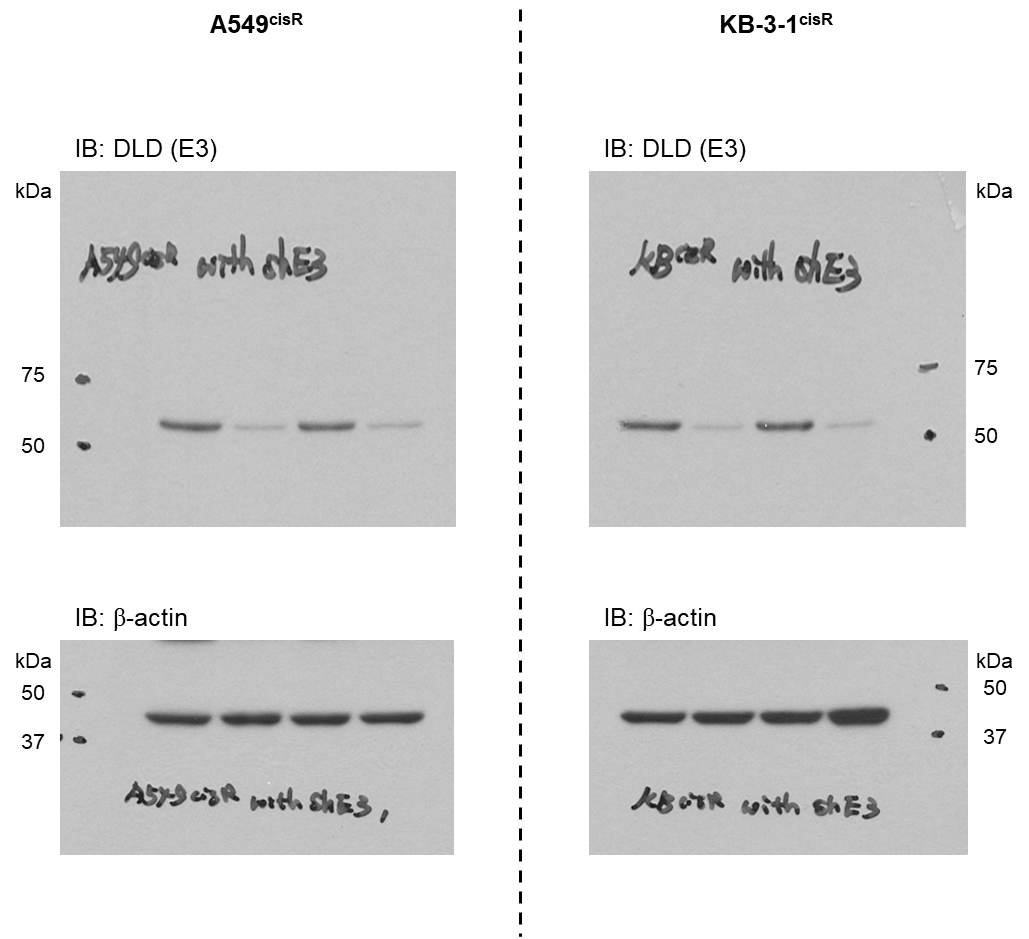 A549cisR
KB-3-1cisR
IB: DLD (E3)
IB: DLD (E3)
kDa
kDa
A549cisR with shE3
KBcisR with shE3
75
75
50
50
IB: β-actin
IB: β-actin
kDa
kDa
50
50
37
37
A549cisR with shE3,
KBcisR with shE3